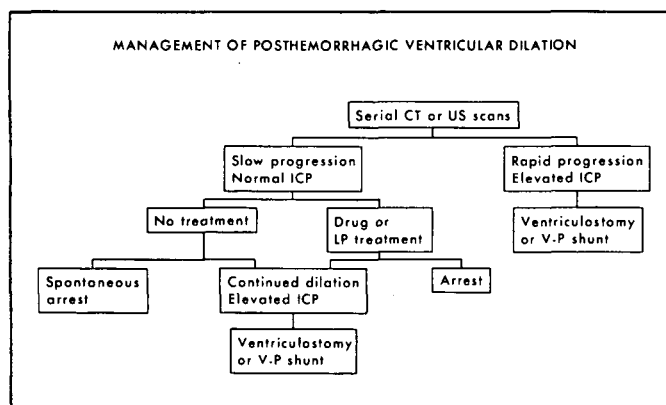 MANAGEMENT OF POSTHEMORRHAGIC VENTRICULAR DILATION
Serial CT or US scans
Slow progression
Normal ICP
Rapid progression
Elevated ICP
No treatment
Drug or
LP treatment
Ventriculostomy
or V-P shunt
Spontaneous
arrest
Continued dilation
Elevated ICP
Arrest
Ventriculostomy
or V-P shunt